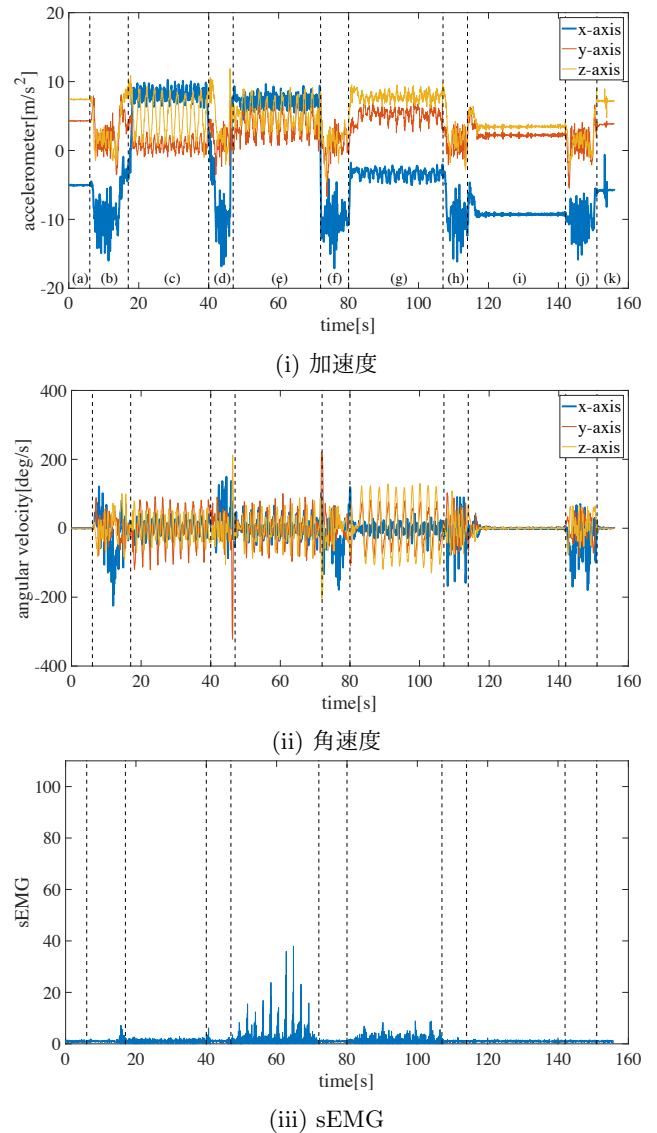 20
10
0
-10
-20
accelerometer[m/s²]
x-axis
y-axis
z-axis
(a) (b) (c) (d) (e) (f) (g) (h) (i) (j) (k)
0 20 40 60 80 100 120 140 160
time[s]
(i) 加速度
400
200
0
-200
-400
angular velocity[deg/s]
x-axis
y-axis
z-axis
0 20 40 60 80 100 120 140 160
time[s]
(ii) 角速度
100
80
60
40
20
0
sEMG
0 20 40 60 80 100 120 140 160
time[s]
(iii) sEMG